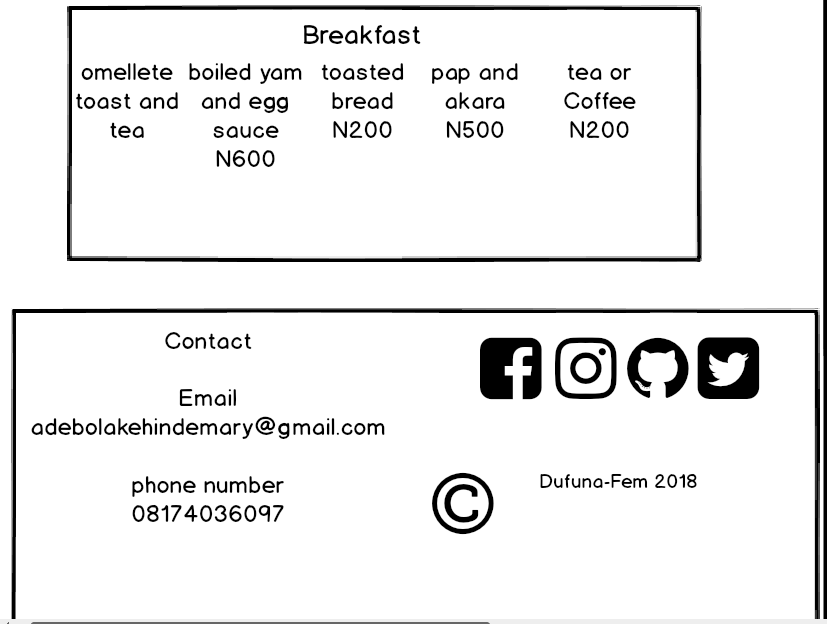 Breakfast
omellete
toast and
tea
boiled yam
and egg
sauce
N600
toasted
bread
N200
pap and
akara
N500
tea or
Coffee
N200
Contact
Email
adebolakehindemary@gmail.com
phone number
08174036097
©
Dufuna-Fem 2018